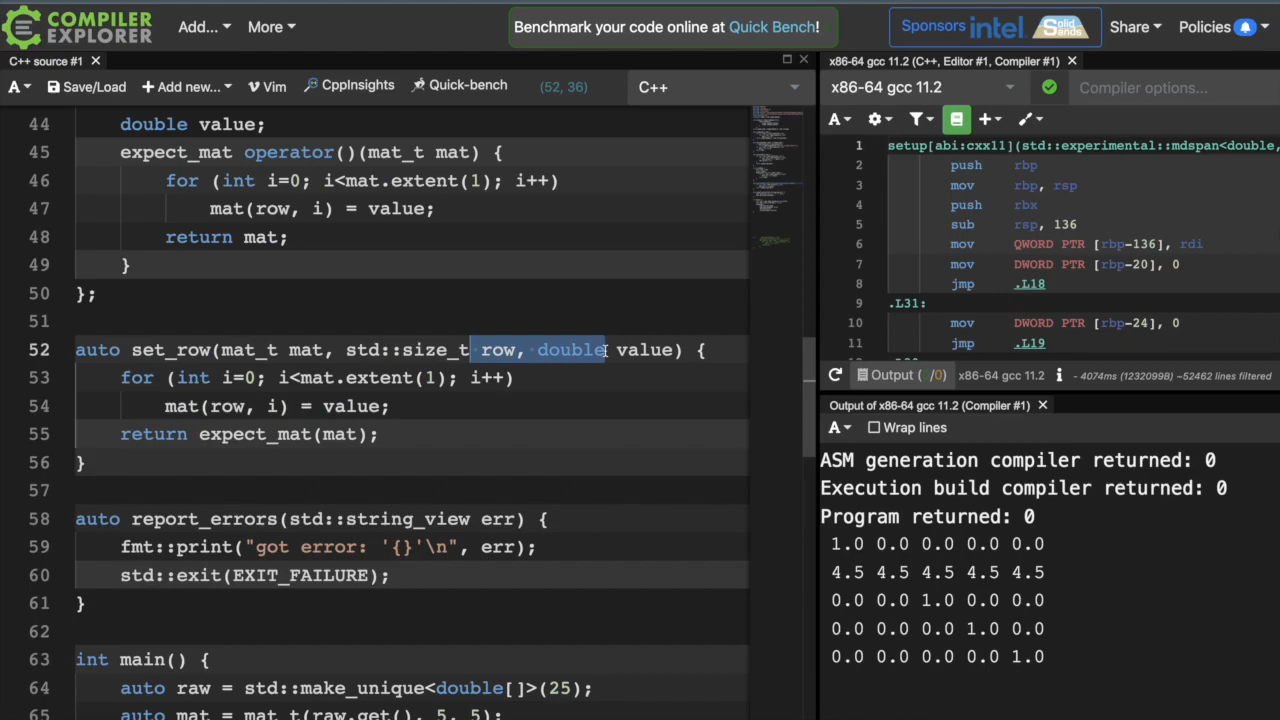 COMPILER
EXPLORER
Add...
More
Benchmark your code online at Quick Bench!
Sponsors intel Solid Sands
Share
Policies
C++ source #1
A Save/Load Add new... Vim CppInsights Quick-bench (52, 36) C++
44 double value;
45 expect_mat operator()(mat_t mat) {
46 for (int i=0; i<mat.extent(1); i++)
47 mat(row, i) = value;
48 return mat;
49 }
50 };
51
52 auto set_row(mat_t mat, std::size_t row, double value) {
53 for (int i=0; i<mat.extent(1); i++)
54 mat(row, i) = value;
55 return expect_mat(mat);
56 }
57
58 auto report_errors(std::string_view err) {
59 fmt::print("got error: '{}'\n", err);
60 std::exit(EXIT_FAILURE);
61 }
62
63 int main() {
64 auto raw = std::make_unique<double[]>(25);
65 auto mat = mat_t(raw.get(), 5, 5);
x86-64 gcc 11.2 (C++, Editor #1, Compiler #1)
x86-64 gcc 11.2
Compiler options...
A
1 setup[abi:cxx11](std::experimental::mdspan<double,
2 push rbp
3 mov rbp, rsp
4 push rbx
5 sub rsp, 136
6 mov QWORD PTR [rbp-136], rdi
7 mov DWORD PTR [rbp-20], 0
8 jmp .L18
9 .L31:
10 mov DWORD PTR [rbp-24], 0
11 jmp .L19
Output (0/0) x86-64 gcc 11.2 - 4074ms (1232099B) ~52462 lines filtered
Output of x86-64 gcc 11.2 (Compiler #1)
A Wrap lines
ASM generation compiler returned: 0
Execution build compiler returned: 0
Program returned: 0
1.0 0.0 0.0 0.0 0.0
4.5 4.5 4.5 4.5 4.5
0.0 0.0 1.0 0.0 0.0
0.0 0.0 0.0 1.0 0.0
0.0 0.0 0.0 0.0 1.0